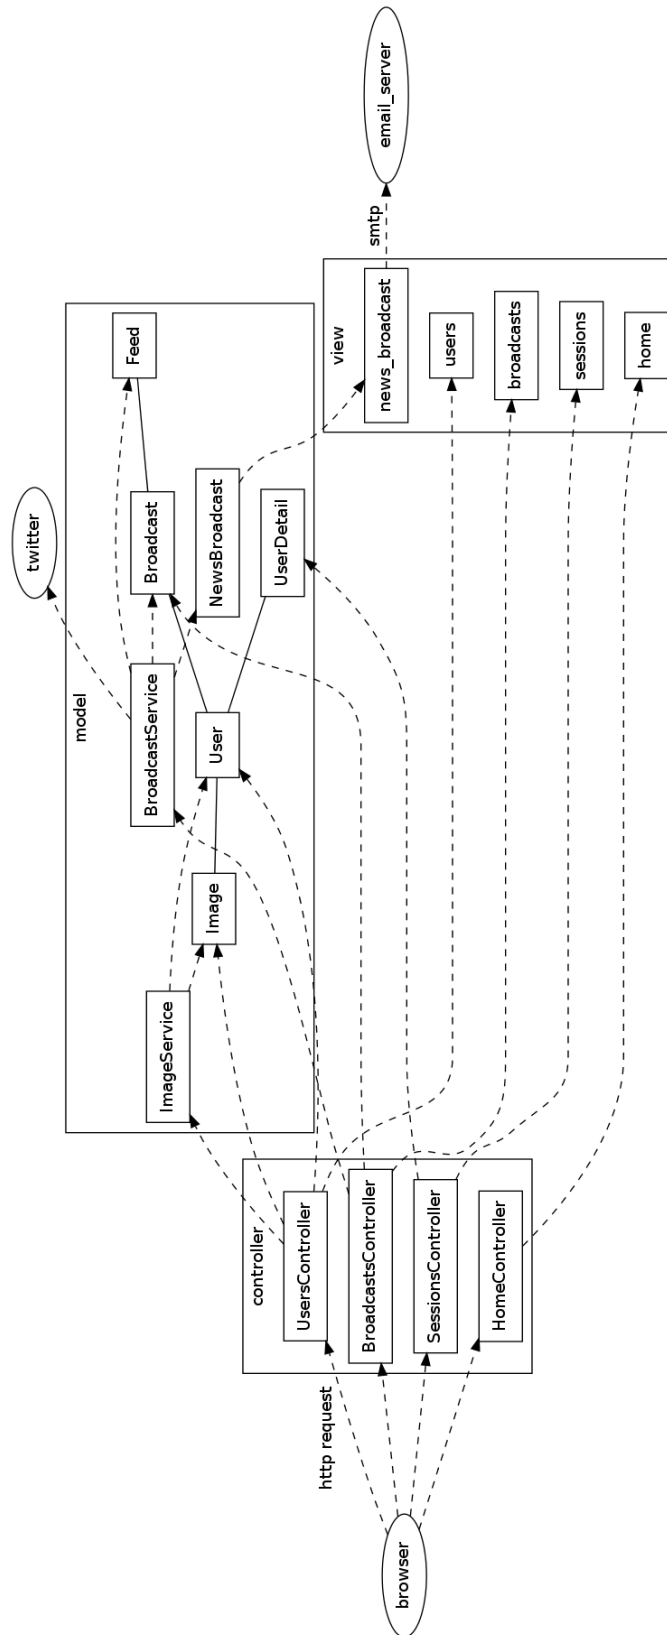 browser
http request
controller
UsersController
BroadcastsController
SessionsController
HomeController
model
ImageService
Image
BroadcastService
User
Broadcast
NewsBroadcast
UserDetail
Feed
twitter
view
news_broadcast
users
broadcasts
sessions
home
smtp
email_server